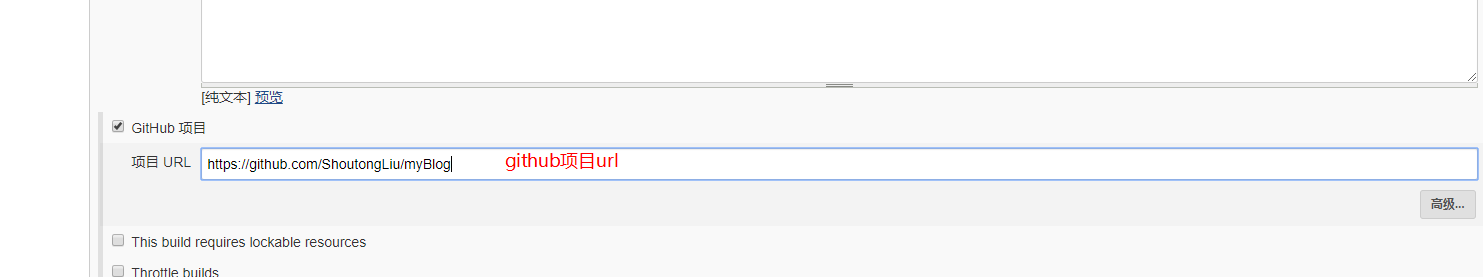 [纯文本] 预览
GitHub 项目
项目 URL https://github.com/ShoutongLiu/myBlog github项目url
高级...
This build requires lockable resources
Throttle builds